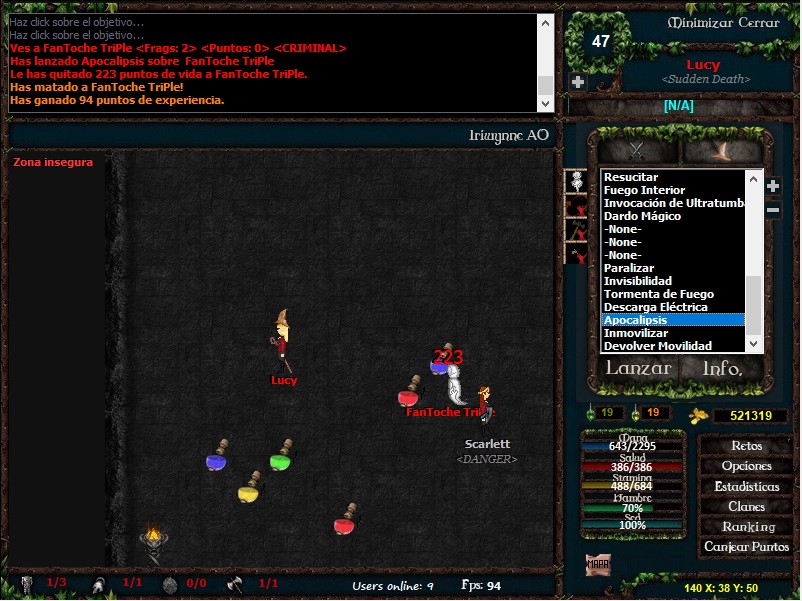 Haz click sobre el objetivo...
Haz click sobre el objetivo...
Ves a FanToche TriPle <Frags: 2> <Puntos: 0> <CRIMINAL>
Has lanzado Apocalipsis sobre FanToche TriPle
Le has quitado 223 puntos de vida a FanToche TriPle.
Has matado a FanToche TriPle!
Has ganado 94 puntos de experiencia.
47
Minimizar Cerrar
Lucy
<Sudden Death>
[N/A]
Iriwynne AO
Zona insegura
Resucitar
Fuego Interior
Invocación de Ultratumba
Dardo Mágico
-None-
-None-
-None-
Paralizar
Invisibilidad
Tormenta de Fuego
Descarga Eléctrica
Apocalipsis
Inmovilizar
Devolver Movilidad
Lanzar
Info.
223
Lucy
FanToche Tri
Scarlett
<DANGER>
19
19
521319
Mana
643/2295
Salud
386/386
Stamina
488/684
Hambre
70%
Sed
100%
Retos
Opciones
Estadisticas
Clanes
Ranking
Canjear Puntos
MAPA
1/3
1/1
0/0
1/1
Users online: 9
Fps: 94
140 X: 38 Y: 50